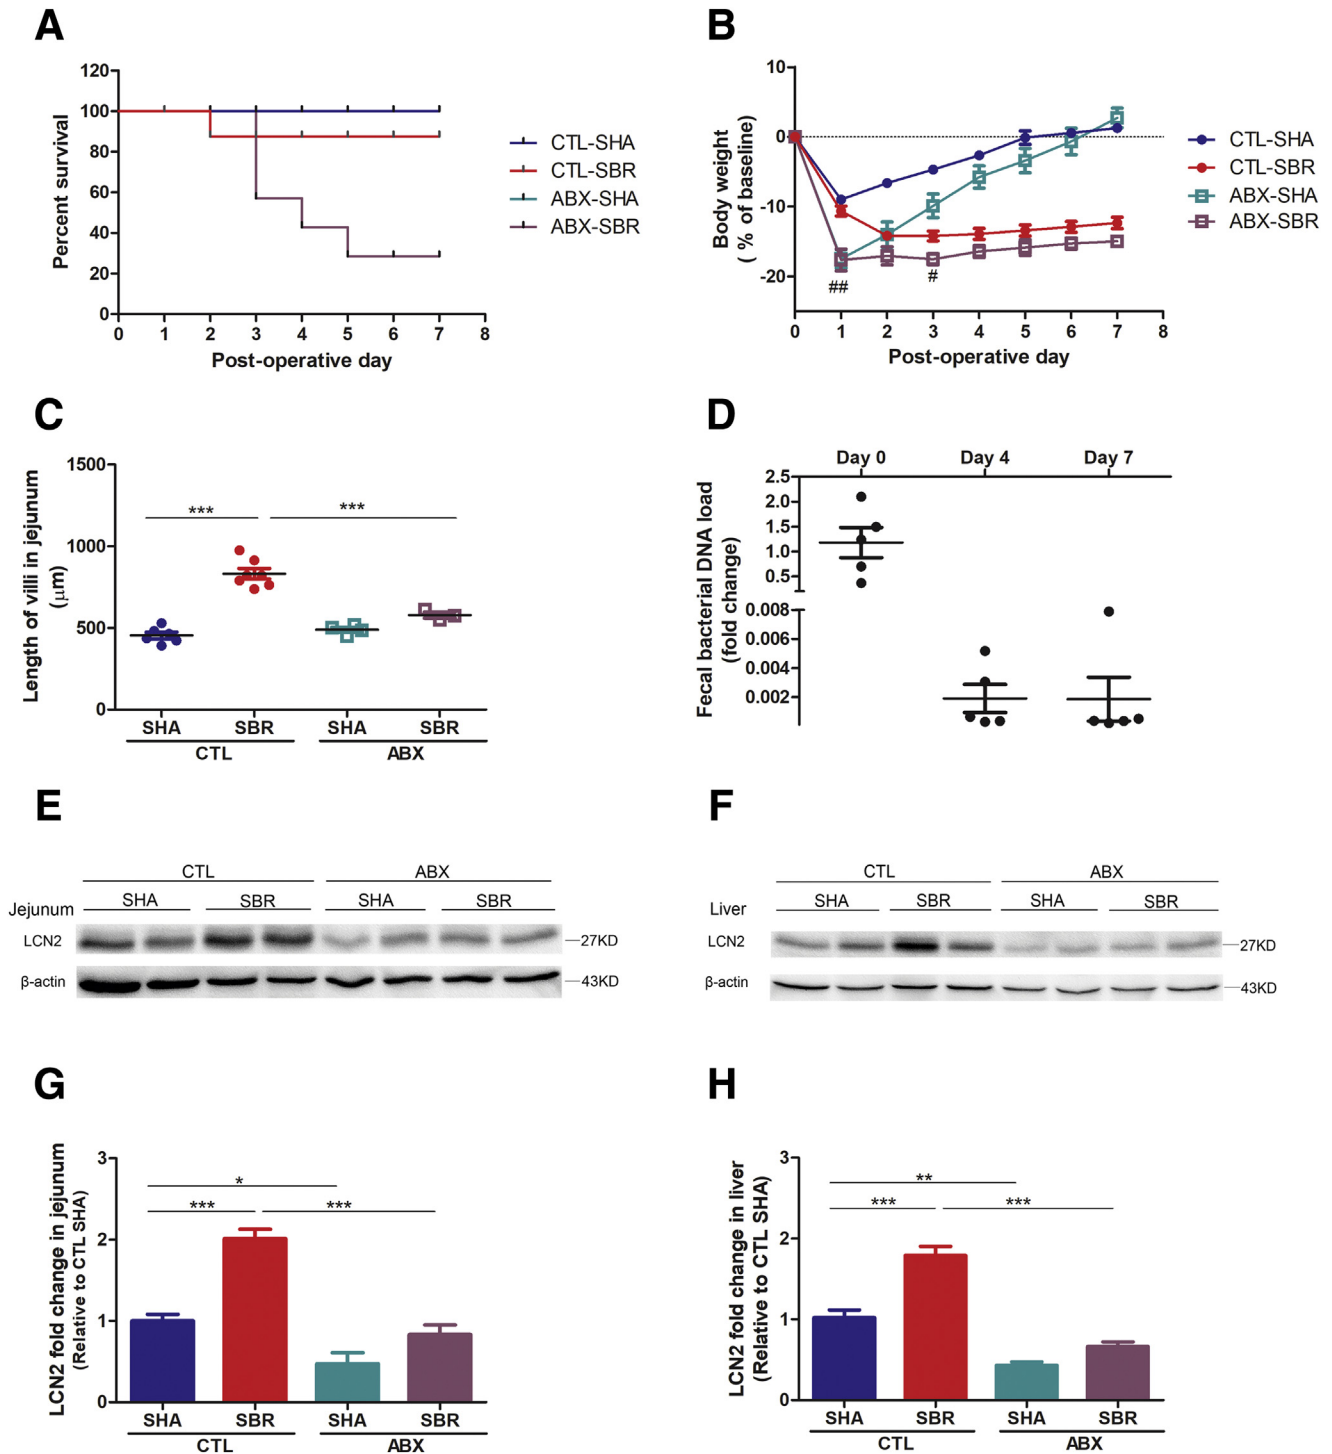 A
Percent survival
120
100
80
60
40
20
0
0 1 2 3 4 5 6 7 8
Post-operative day
CTL-SHA
CTL-SBR
ABX-SHA
ABX-SBR
B
Body weight
( % of baseline)
10
0
-10
-20
##
#
0 1 2 3 4 5 6 7 8
Post-operative day
CTL-SHA
CTL-SBR
ABX-SHA
ABX-SBR
C
Length of villi in jejunum
(μm)
1500
1000
500
0
*** ***
SHA SBR SHA SBR
CTL ABX
D
Day 0 Day 4 Day 7
Fecal bacterial DNA load
(fold change)
2.5
2.0
1.5
1.0
0.5
0.008
0.006
0.004
0.002
E
CTL ABX
SHA SBR SHA SBR
Jejunum
LCN2 27KD
β-actin 43KD
F
CTL ABX
SHA SBR SHA SBR
Liver
LCN2 27KD
β-actin 43KD
G
LCN2 fold change in jejunum
(Relative to CTL SHA)
3
2
1
0
*
*** ***
SHA SBR SHA SBR
CTL ABX
H
LCN2 fold change in liver
(Relative to CTL SHA)
3
2
1
0
**
*** ***
SHA SBR SHA SBR
CTL ABX